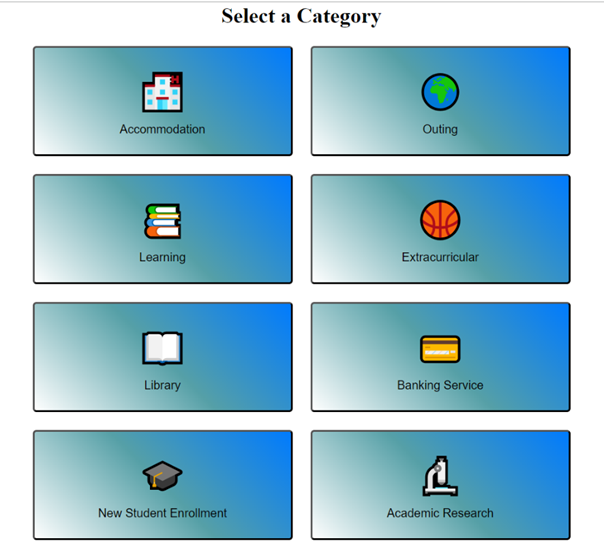 Select a Category
Accommodation
Outing
Learning
Extracurricular
Library
Banking Service
New Student Enrollment
Academic Research